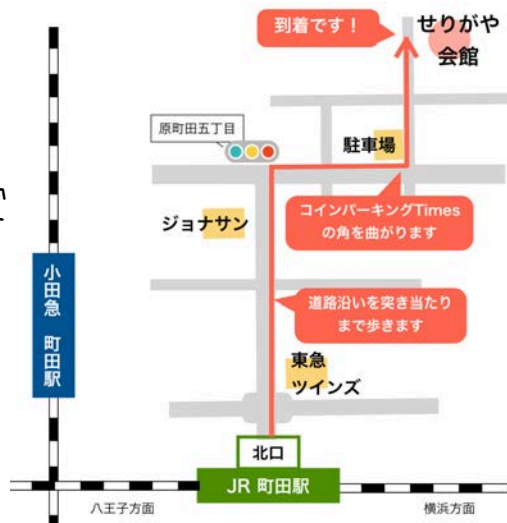 到着です！
せりがや
会館
原町田五丁目
駐車場
ジョナサン
コインパーキングTimes
の角を曲がります
小田急 町田駅
道路沿いを突き当たり
まで歩きます
東急
ツインズ
北口
JR 町田駅
八王子方面
横浜方面